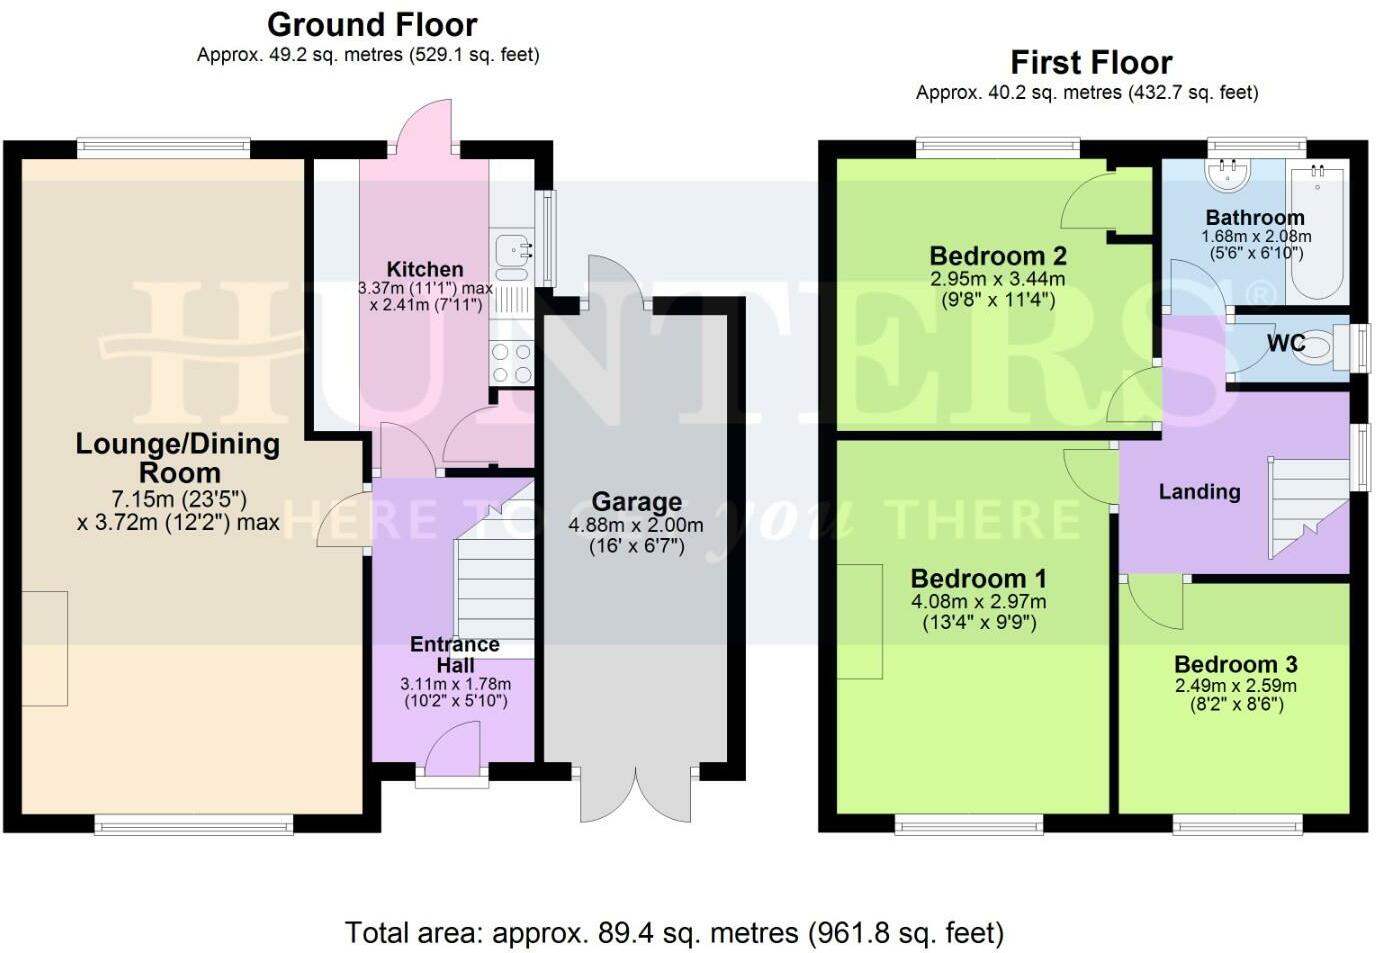 Ground Floor
Approx. 49.2 sq. metres (529.1 sq. feet)
First Floor
Approx. 40.2 sq. metres (432.7 sq. feet)
Kitchen
3.37m (11'1") max
x 2.41m (7'11")
Lounge/Dining
Room
7.15m (23'5")
x 3.72m (12'2") max
Garage
4.88m x 2.00m
(16' x 6'7")
Entrance
Hall
3.11m x 1.78m
(10'2" x 5'10")
Bedroom 2
2.95m x 3.44m
(9'8" x 11'4")
Bathroom
1.68m x 2.08m
(5'6" x 6'10")
WC
Landing
Bedroom 1
4.08m x 2.97m
(13'4" x 9'9")
Bedroom 3
2.49m x 2.59m
(8'2" x 8'6")
HUNTERS®
HERE TO GET you THERE
Total area: approx. 89.4 sq. metres (961.8 sq. feet)